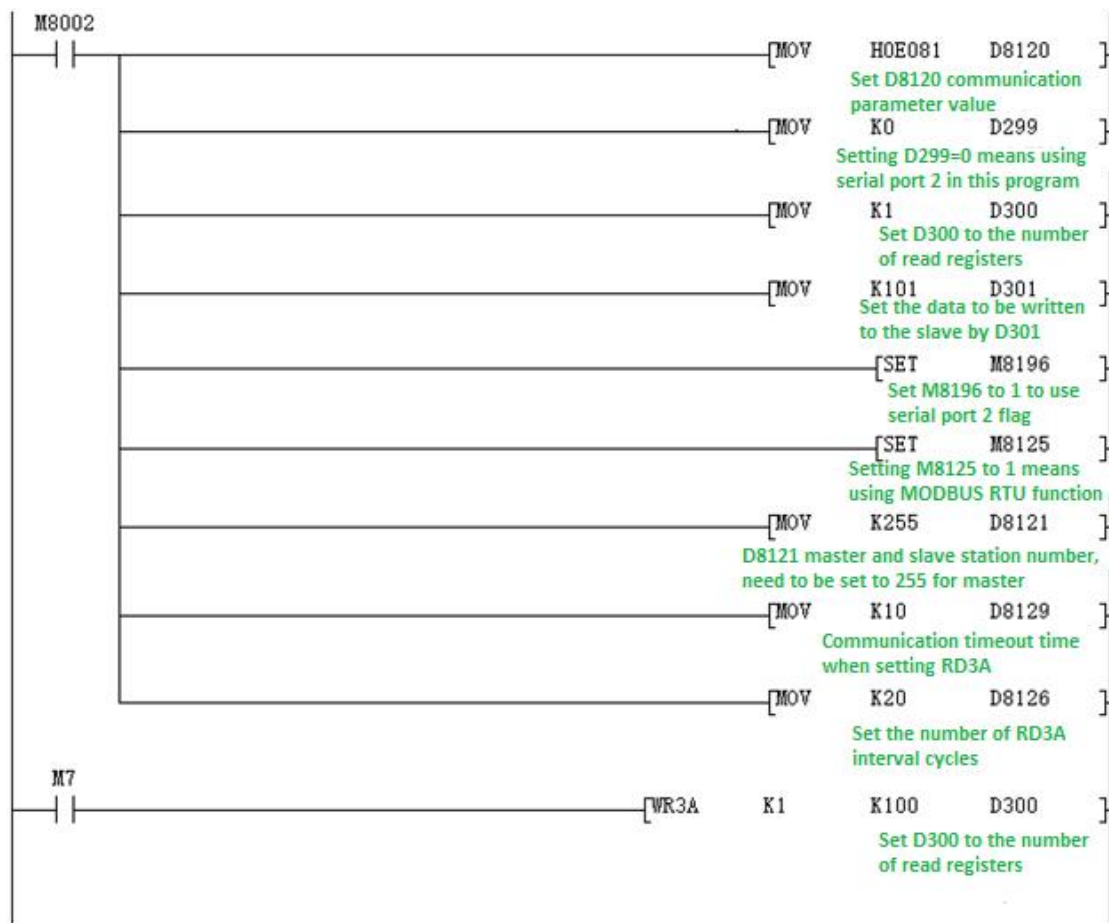 M8002
[MOV H0E081 D8120 ]
Set D8120 communication
parameter value
[MOV K0 D299 ]
Setting D299=0 means using
serial port 2 in this program
[MOV K1 D300 ]
Set D300 to the number
of read registers
[MOV K101 D301 ]
Set the data to be written
to the slave by D301
[SET M8196 ]
Set M8196 to 1 to use
serial port 2 flag
[SET M8125 ]
Setting M8125 to 1 means
using MODBUS RTU function
[MOV K255 D8121 ]
D8121 master and slave station number,
need to be set to 255 for master
[MOV K10 D8129 ]
Communication timeout time
when setting RD3A
[MOV K20 D8126 ]
Set the number of RD3A
interval cycles
M7
[WR3A K1 K100 D300 ]
Set D300 to the number
of read registers